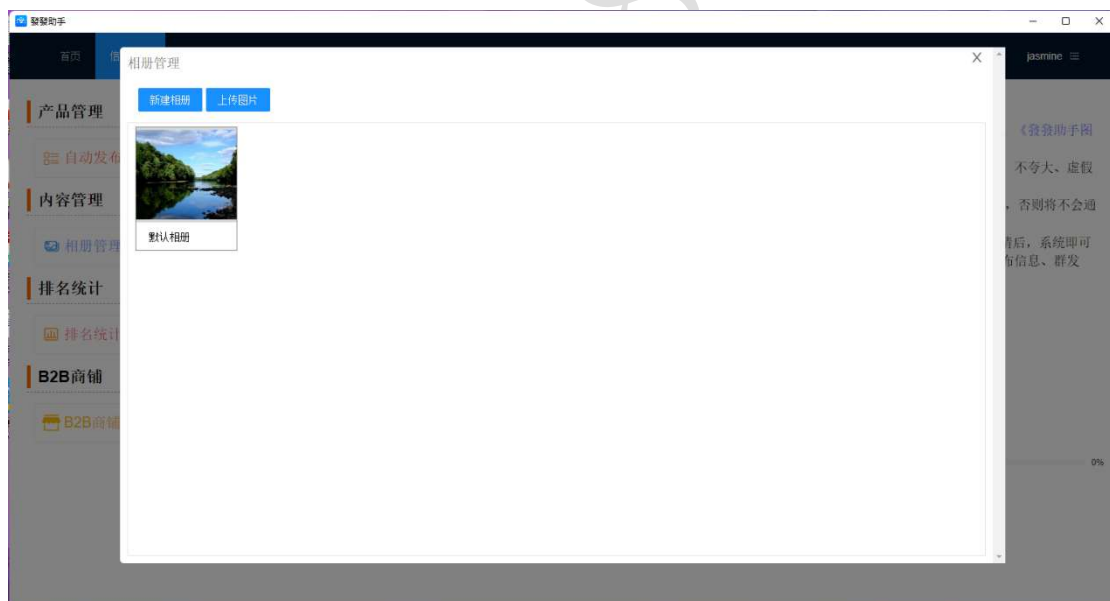 發發助手
首页 信
jasmine
相册管理
X
新建相册 上传图片
默认相册
产品管理
自动发布
内容管理
相册管理
排名统计
排名统计
B2B商铺
B2B商铺
《發發助手图
不夸大、虚假
，否则将不会通
后，系统即可
布信息、群发
0%